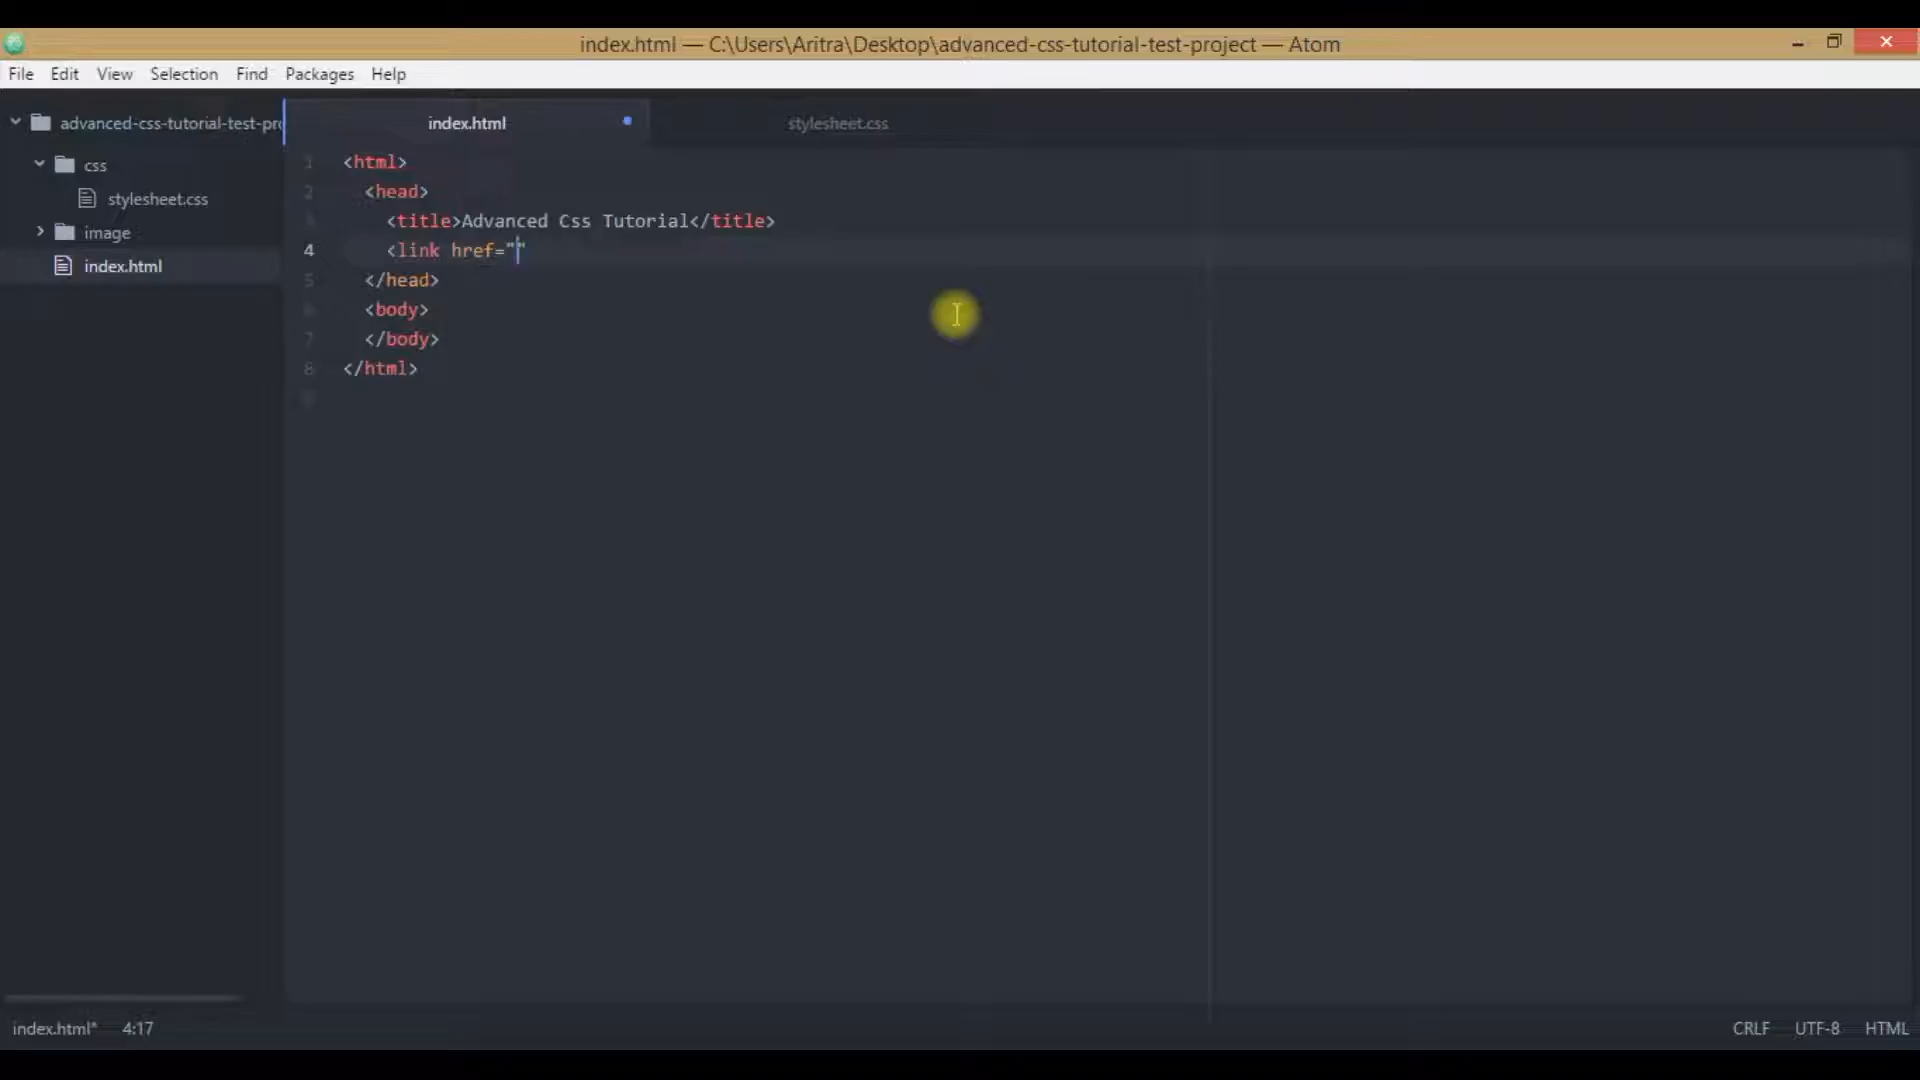 index.html — C:\Users\Aritra\Desktop\advanced-css-tutorial-test-project — Atom
File Edit View Selection Find Packages Help
advanced-css-tutorial-test-pr
css
stylesheet.css
image
index.html
index.html
stylesheet.css
1 <html>
2 <head>
<title>Advanced Css Tutorial</title>
4 <link href=""
5 </head>
<body>
7 </body>
8 </html>
index.html* 4:17
CRLF UTF-8 HTML